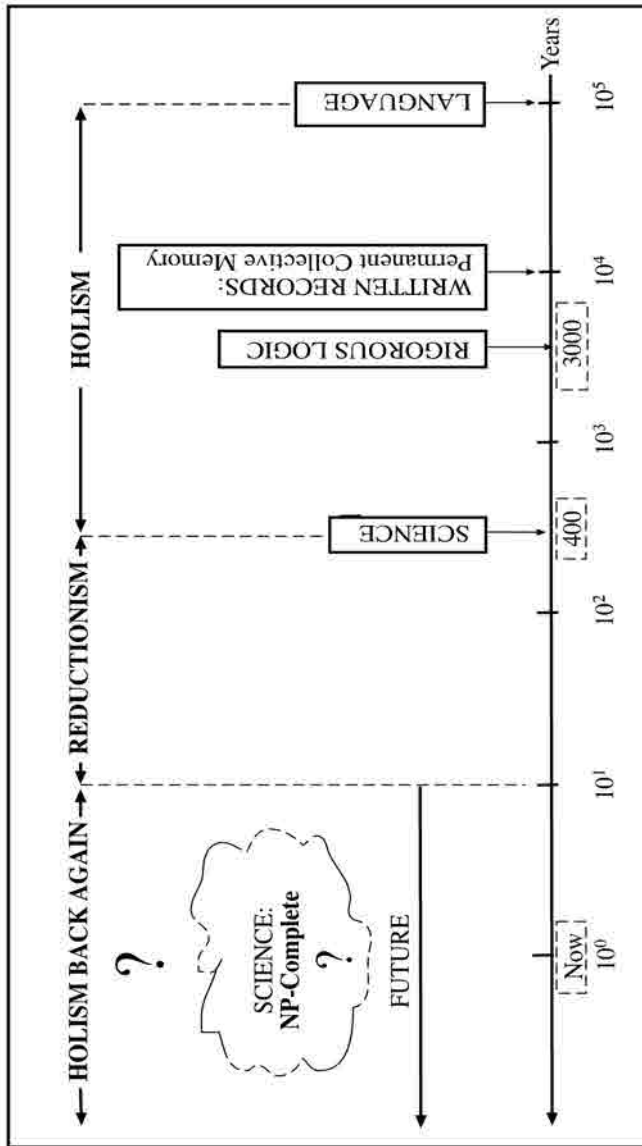 HOLISM BACK AGAIN
REDUCTIONISM
HOLISM
?
SCIENCE:
NP-Complete
?
FUTURE
SCIENCE
RIGOROUS LOGIC
WRITTEN RECORDS:
Permanent Collective Memory
LANGUAGE
Years
Now
400
3000
10⁰
10¹
10²
10³
10⁴
10⁵